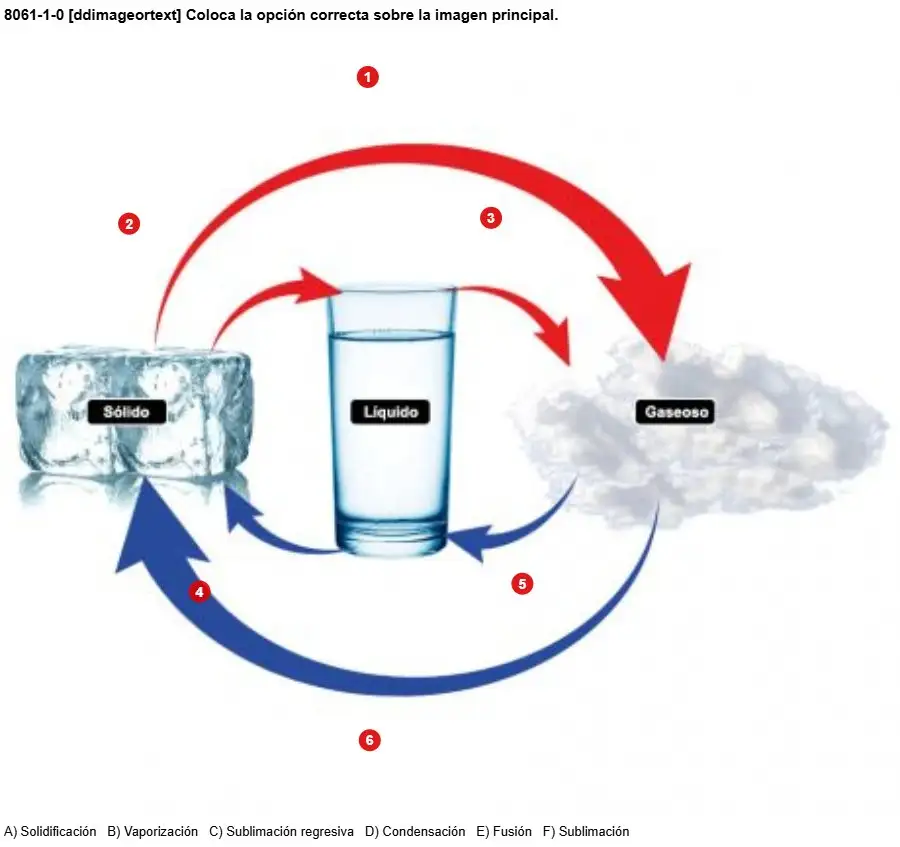 8061-1-0 [ddimageortext] Coloca la opción correcta sobre la imagen principal.
1
2
3
Sólido
Líquido
Gaseoso
4
5
6
A) Solidificación B) Vaporización C) Sublimación regresiva D) Condensación E) Fusión F) Sublimación